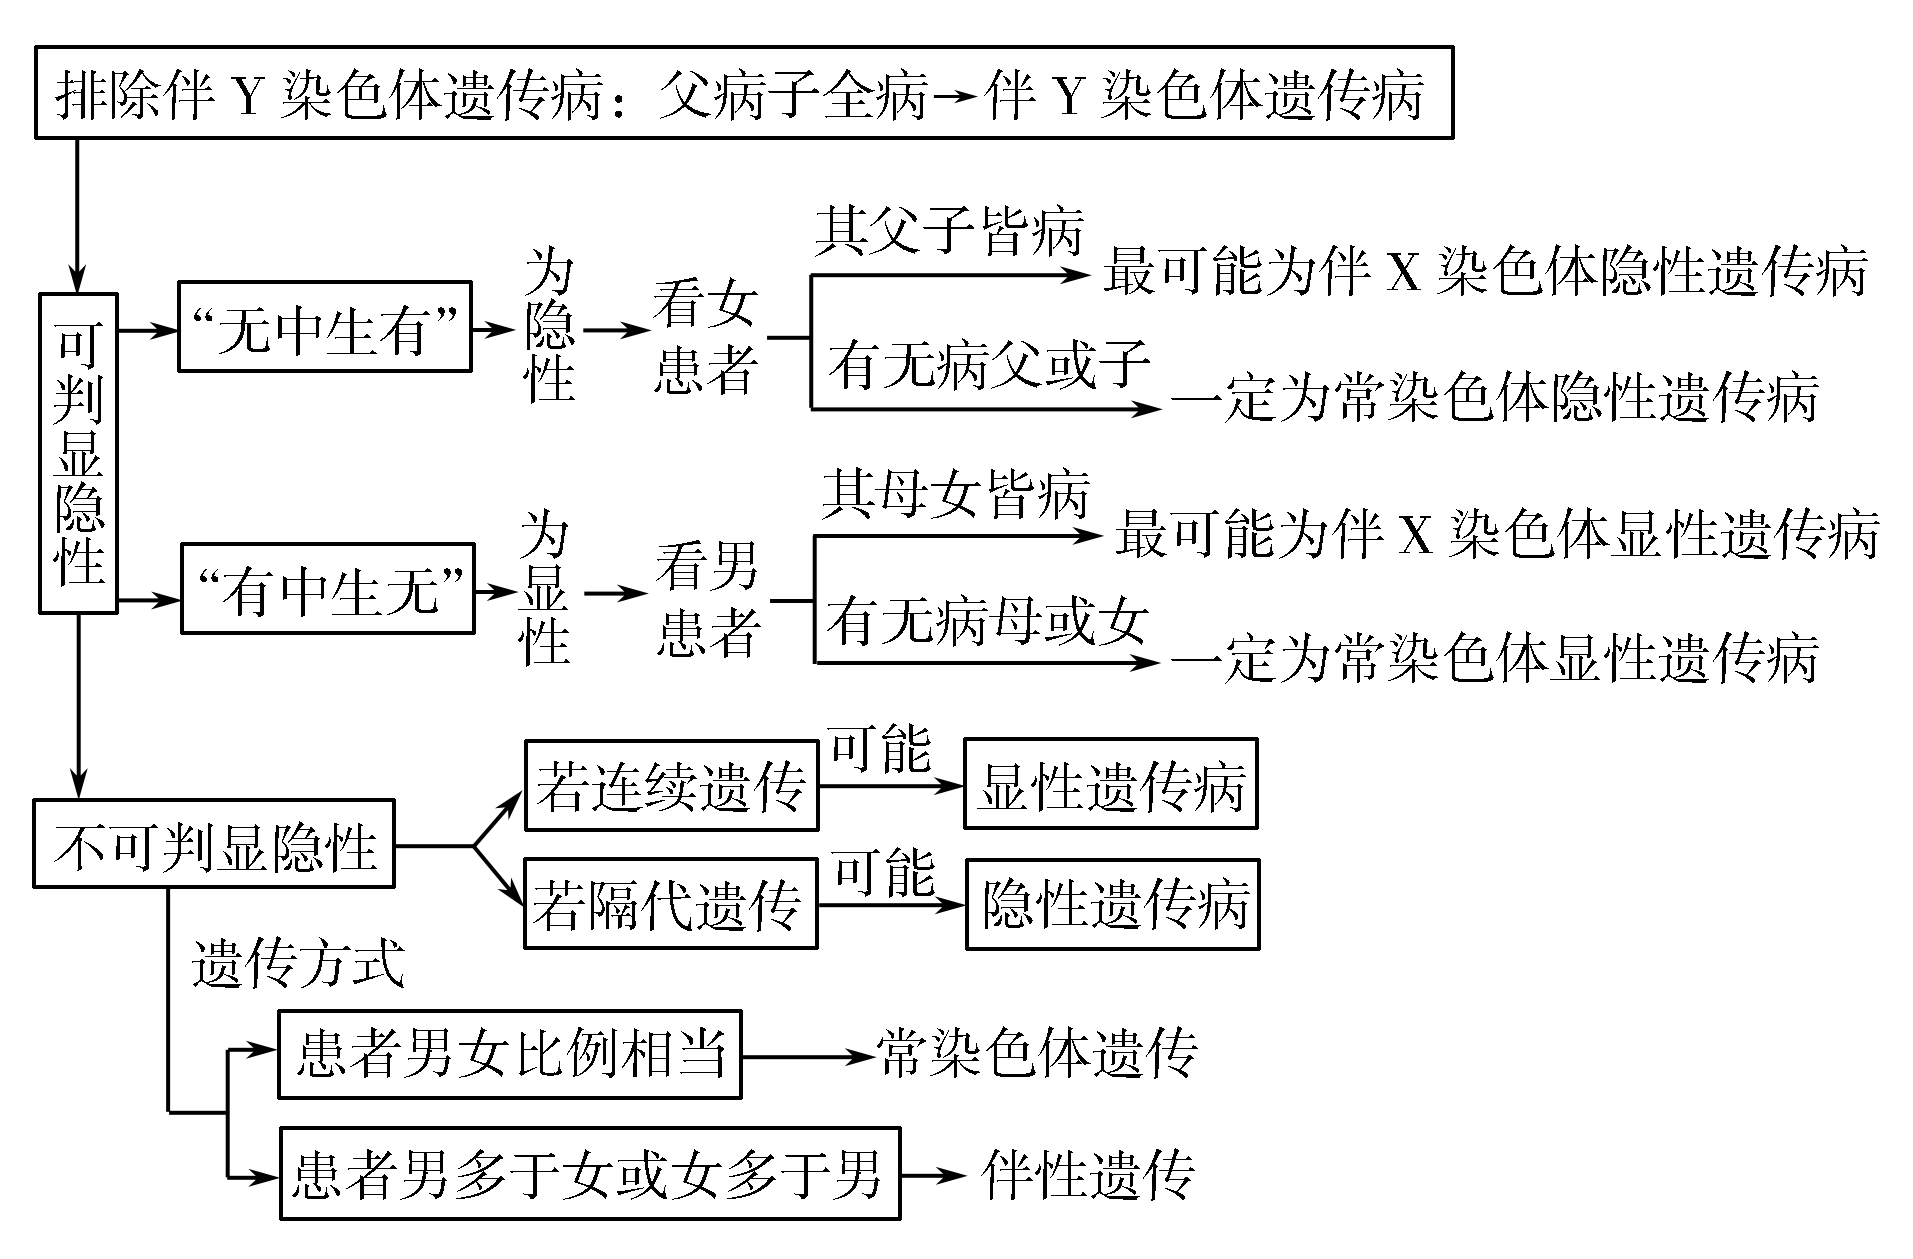 排除伴 Y 染色体遗传病：父病子全病→伴 Y 染色体遗传病
可判显隐性
“无中生有”
为隐性
看女患者
其父子皆病
最可能为伴 X 染色体隐性遗传病
有无病父或子
一定为常染色体隐性遗传病
“有中生无”
为显性
看男患者
其母女皆病
最可能为伴 X 染色体显性遗传病
有无病母或女
一定为常染色体显性遗传病
不可判显隐性
若连续遗传
可能
显性遗传病
若隔代遗传
可能
隐性遗传病
遗传方式
患者男女比例相当
常染色体遗传
患者男多于女或女多于男
伴性遗传